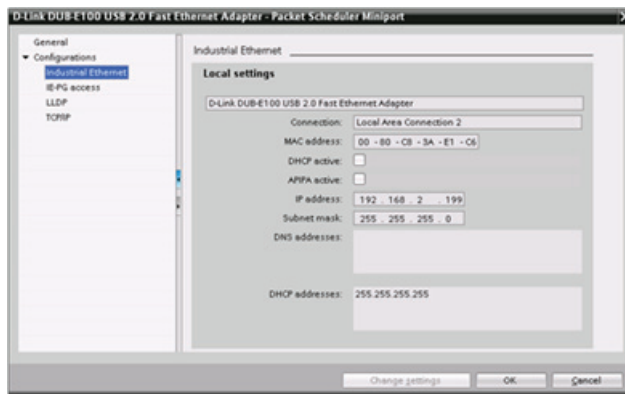 D-Link DUB-E100 USB 2.0 Fast Ethernet Adapter - Packet Scheduler Miniport
General
Configurations
Industrial Ethernet
IE-PG access
LLDP
TCP/IP
Industrial Ethernet
Local settings
D-Link DUB-E100 USB 2.0 Fast Ethernet Adapter
Connection: Local Area Connection 2
MAC address: 00 - 80 - C8 - 3A - E1 - C6
DHCP active:
APIPA active:
IP address: 192 . 168 . 2 . 199
Subnet mask: 255 . 255 . 255 . 0
DNS addresses:
DHCP addresses: 255.255.255.255
Change settings OK Cancel